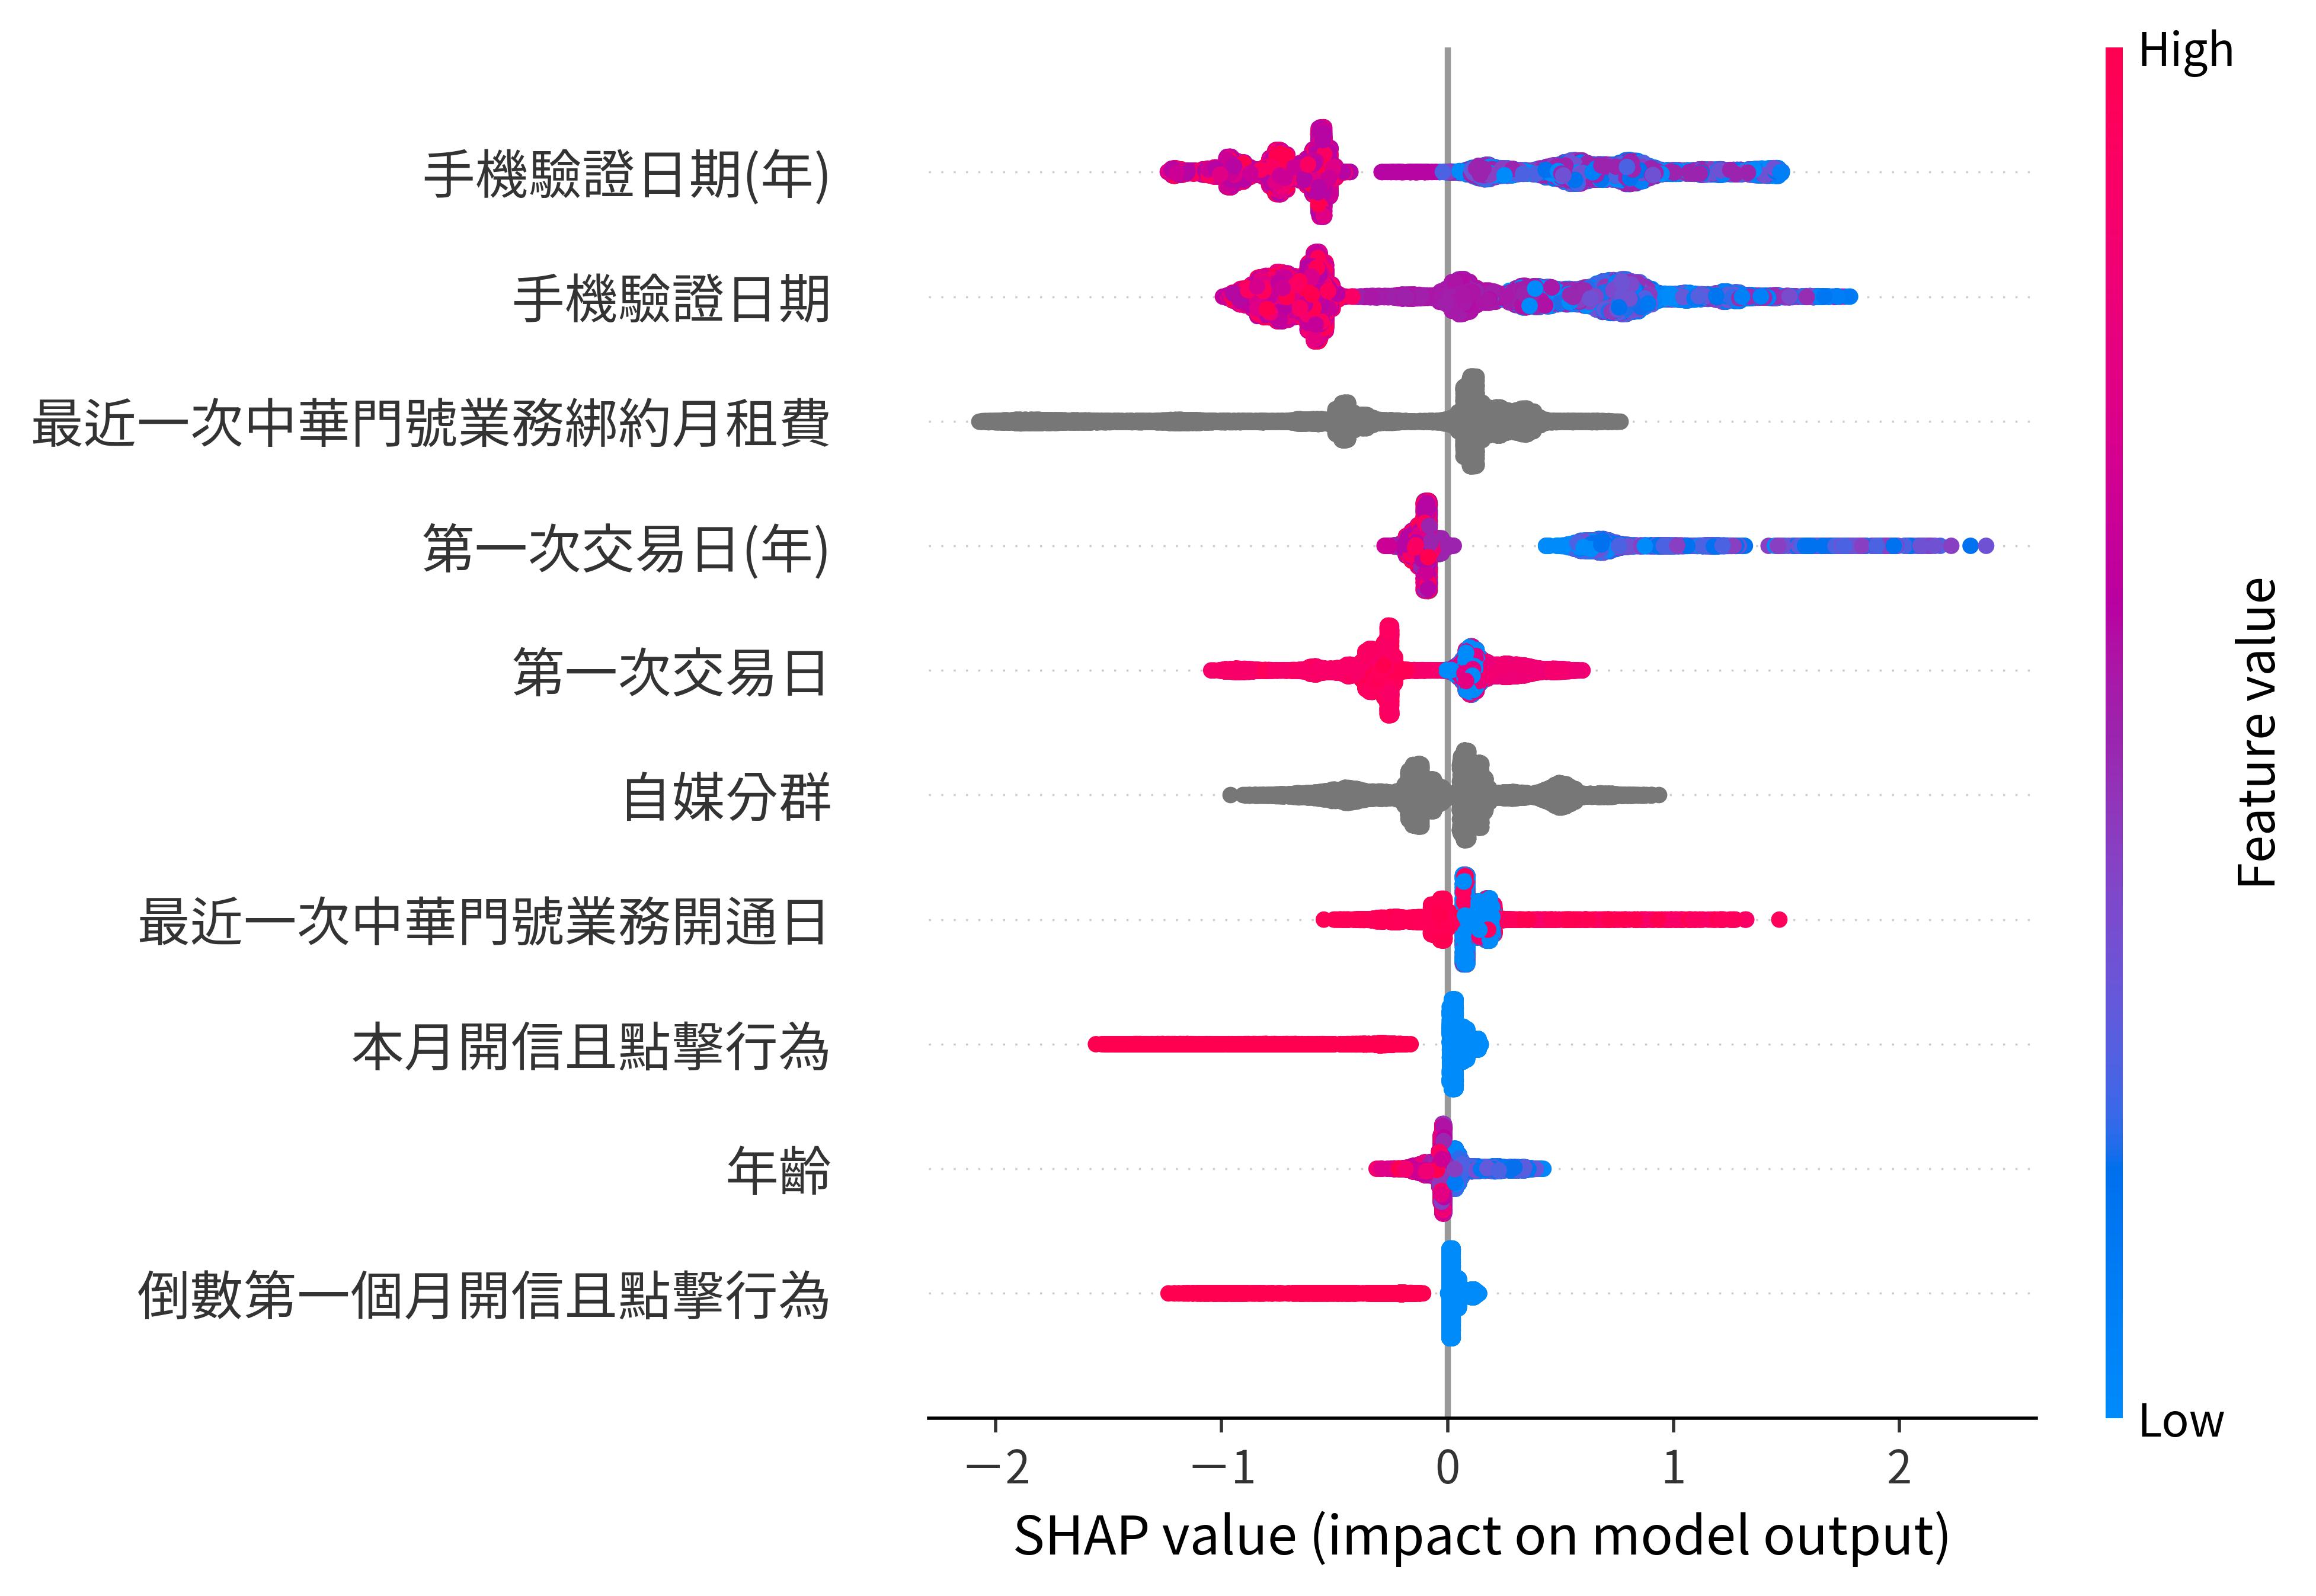 High
手機驗證日期(年)
手機驗證日期
最近一次中華門號業務綁約月租費
第一次交易日(年)
第一次交易日
自媒分群
最近一次中華門號業務開通日
本月開信且點擊行為
年齡
倒數第一個月開信且點擊行為
Feature value
Low
−2 −1 0 1 2
SHAP value (impact on model output)